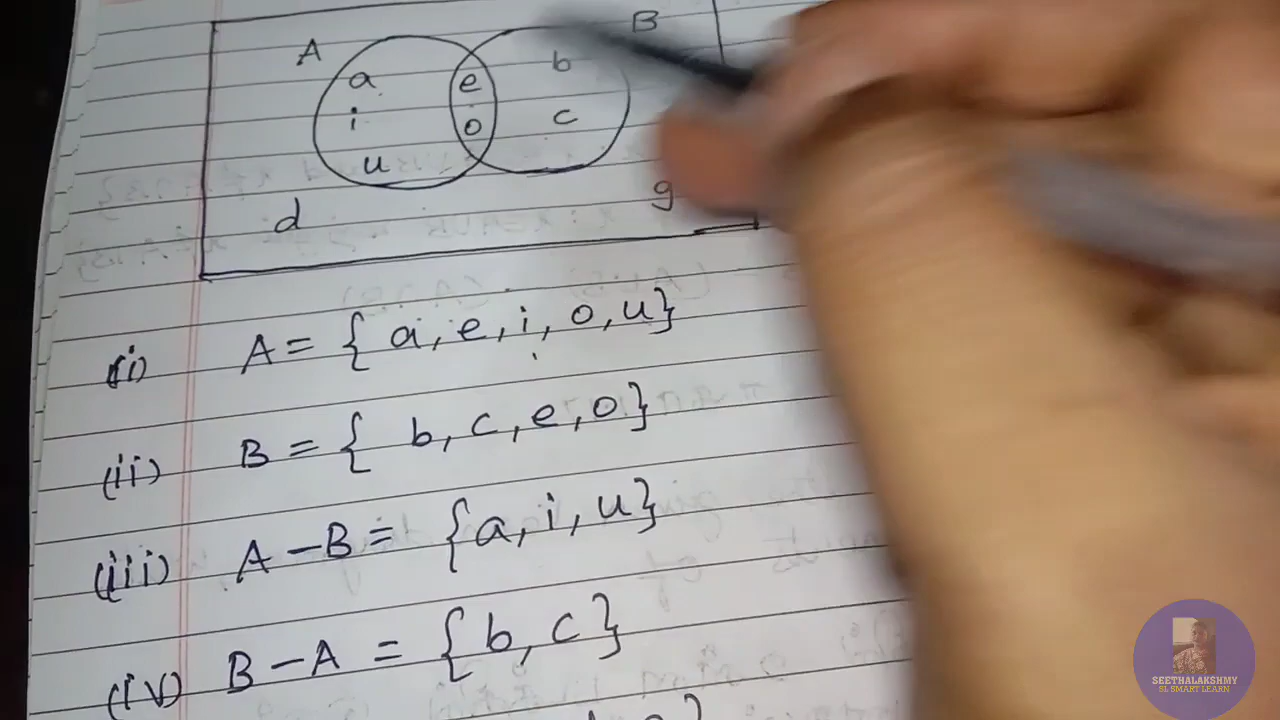 A B
a e b
i o c
u
d g
(i) A = { a, e, i, o, u}
(ii) B = { b, c, e, o}
(iii) A - B = {a, i, u}
(iv) B - A = {b, c}
SEETHALAKSHMY
SL SMART LEARN